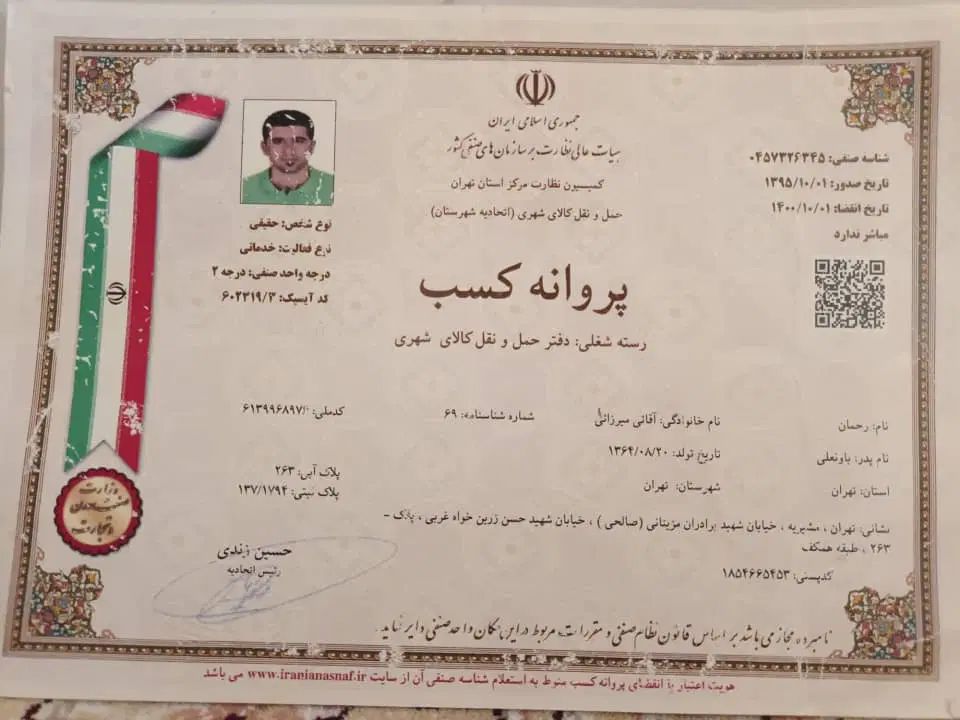 جمهوری اسلامی ایران
هیات عالی نظارت بر سازمان های صنفی کشور
کمیسیون نظارت مرکز استان تهران
حمل و نقل کالای شهری (اتحادیه شهرستان)
شناسه صنفی: ۰۴۵۷۳۲۶۳۴۵
تاریخ صدور: ۱۳۹۵/۱۰/۰۱
تاریخ انقضا: ۱۴۰۰/۱۰/۰۱
مباشر ندارد
نوع شخص: حقیقی
نوع فعالیت: خدماتی
درجه واحد صنفی: درجه ۲
کد آیسیک: ۶۰۲۳۱۹/۳
پروانه کسب
رسته شغلی: دفتر حمل و نقل کالای شهری
نام: رحمان نام خانوادگی: آقائی میرزائی شماره شناسنامه: ۶۹ کدملی: ۶۱۳۹۹۶۸۹۷
نام پدر: باونعلی تاریخ تولد: ۱۳۶۴/۰۸/۲۰ پلاک آبی: ۲۶۳
استان: تهران شهرستان: تهران پلاک ثبتی: ۱۳۷/۱۷۹۴
نشانی: تهران ، مشیریه ، خیابان شهید برادران مزینانی (صالحی ) ، خیابان شهید حسن زرین خواه غربی ، پلاک -
۲۶۳ ، طبقه همکف
کدپستی: ۱۸۵۴۶۶۵۴۵۳
حسین زندی
رئیس اتحادیه
وزارت
صنعت معدن
و تجارت
نامبرده مجاز می باشد بر اساس قانون نظام صنفی و مقررات مربوط در این مکان واحد صنفی دایر نماید.
هویت اعتبار یا انقضای پروانه کسب منوط به استعلام شناسه صنفی آن از سایت www.iranianasnaf.ir می باشد